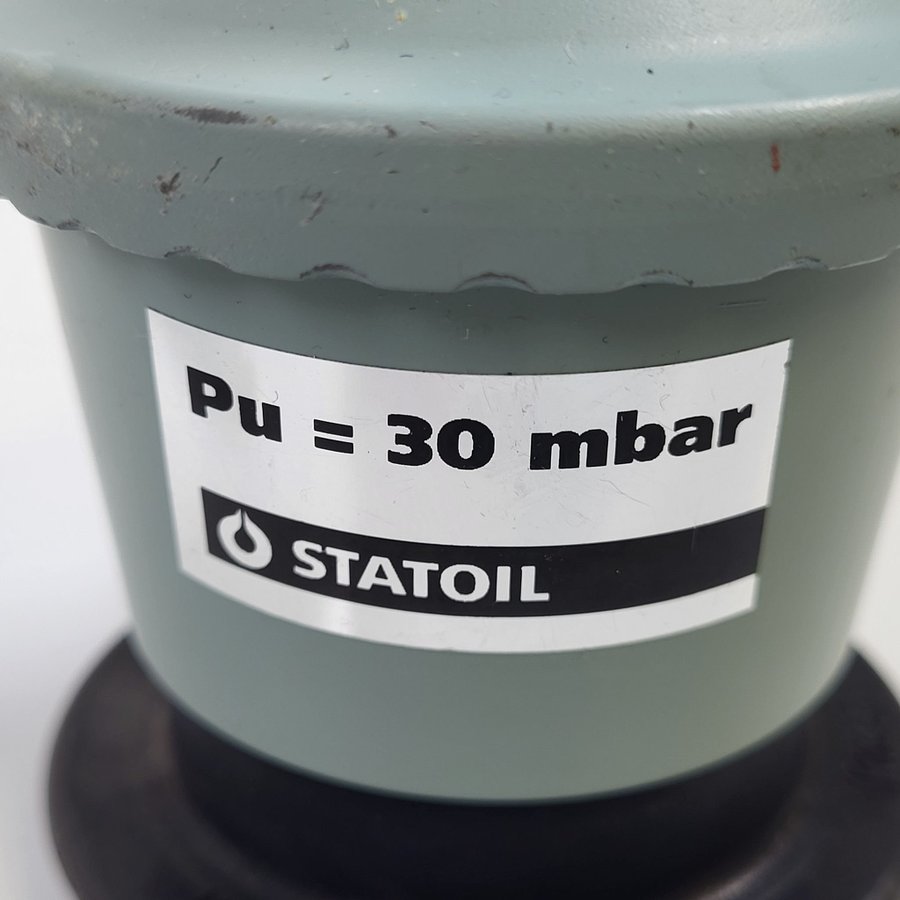 Pu = 30 mbar
STATOIL